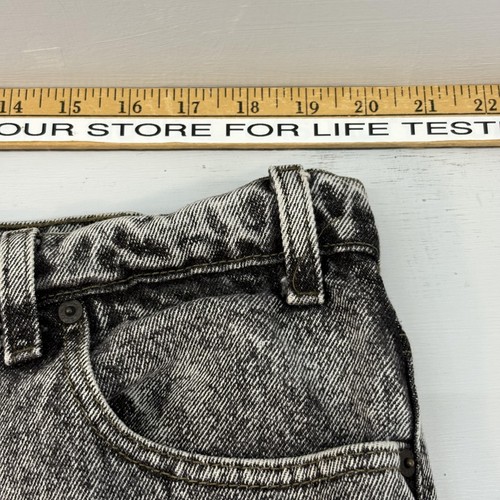 14 15 16 17 18 19 20 21 22
OUR STORE FOR LIFE TEST